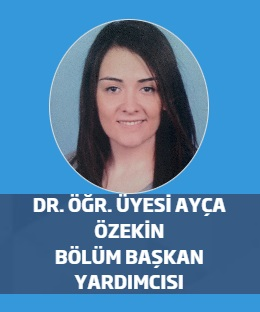 DR. ÖĞR. ÜYESİ AYÇA
ÖZEKİN
BÖLÜM BAŞKAN
YARDIMCISI